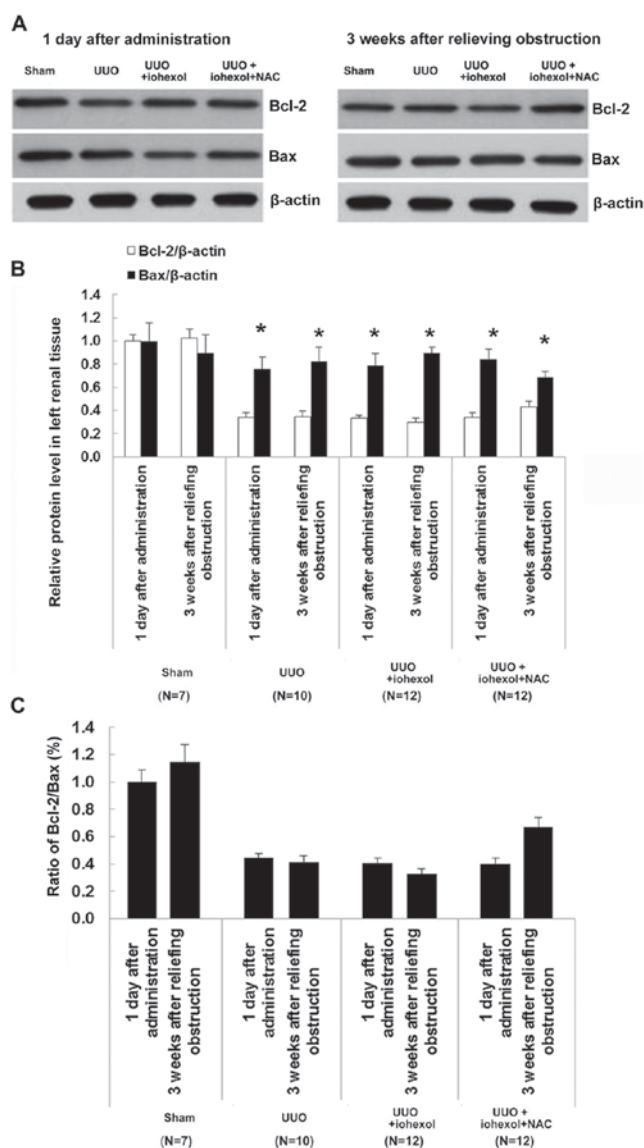 A
1 day after administration
3 weeks after relieving obstruction
Sham
UUO
UUO
+iohexol
UUO +
iohexol+NAC
Sham
UUO
UUO
+iohexol
UUO +
iohexol+NAC
Bcl-2
Bax
β-actin
Bcl-2
Bax
β-actin
B
Bcl-2/β-actin
Bax/β-actin
Relative protein level in left renal tissue
1.4
1.2
1.0
0.8
0.6
0.4
0.2
0.0
* * * * * *
1 day after administration
3 weeks after reliefing
obstruction
1 day after administration
3 weeks after reliefing
obstruction
1 day after administration
3 weeks after reliefing
obstruction
1 day after administration
3 weeks after reliefing
obstruction
Sham
(N=7)
UUO
(N=10)
UUO
+iohexol
(N=12)
UUO +
iohexol+NAC
(N=12)
C
Ratio of Bcl-2/Bax (%)
1.4
1.2
1.0
0.8
0.6
0.4
0.2
0.0
1 day after
administration
3 weeks after reliefing
obstruction
1 day after
administration
3 weeks after reliefing
obstruction
1 day after
administration
3 weeks after reliefing
obstruction
1 day after
administration
3 weeks after reliefing
obstruction
Sham
(N=7)
UUO
(N=10)
UUO
+iohexol
(N=12)
UUO +
iohexol+NAC
(N=12)